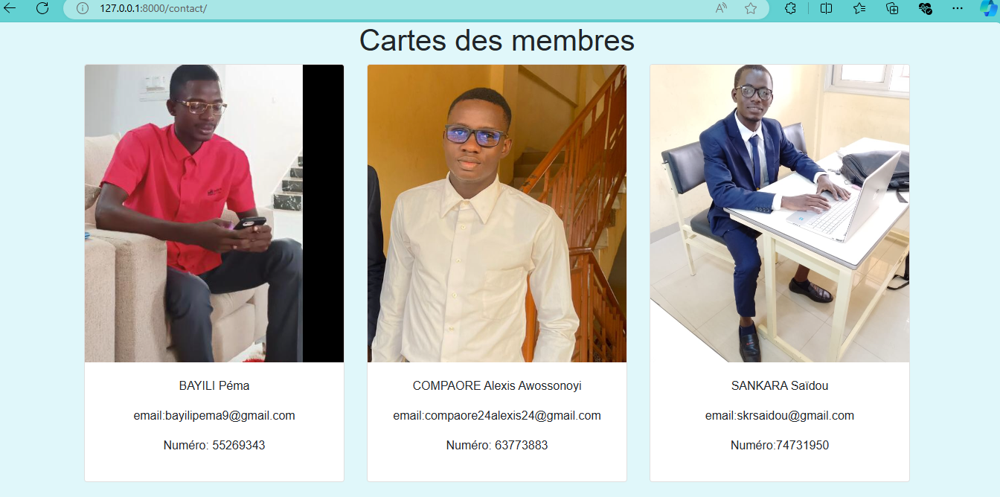 127.0.0.1:8000/contact/
Cartes des membres
BAYILI Péma
email:bayilipema9@gmail.com
Numéro: 55269343
COMPAORE Alexis Awossonoyi
email:compaore24alexis24@gmail.com
Numéro: 63773883
SANKARA Saïdou
email:skrsaidou@gmail.com
Numéro:74731950